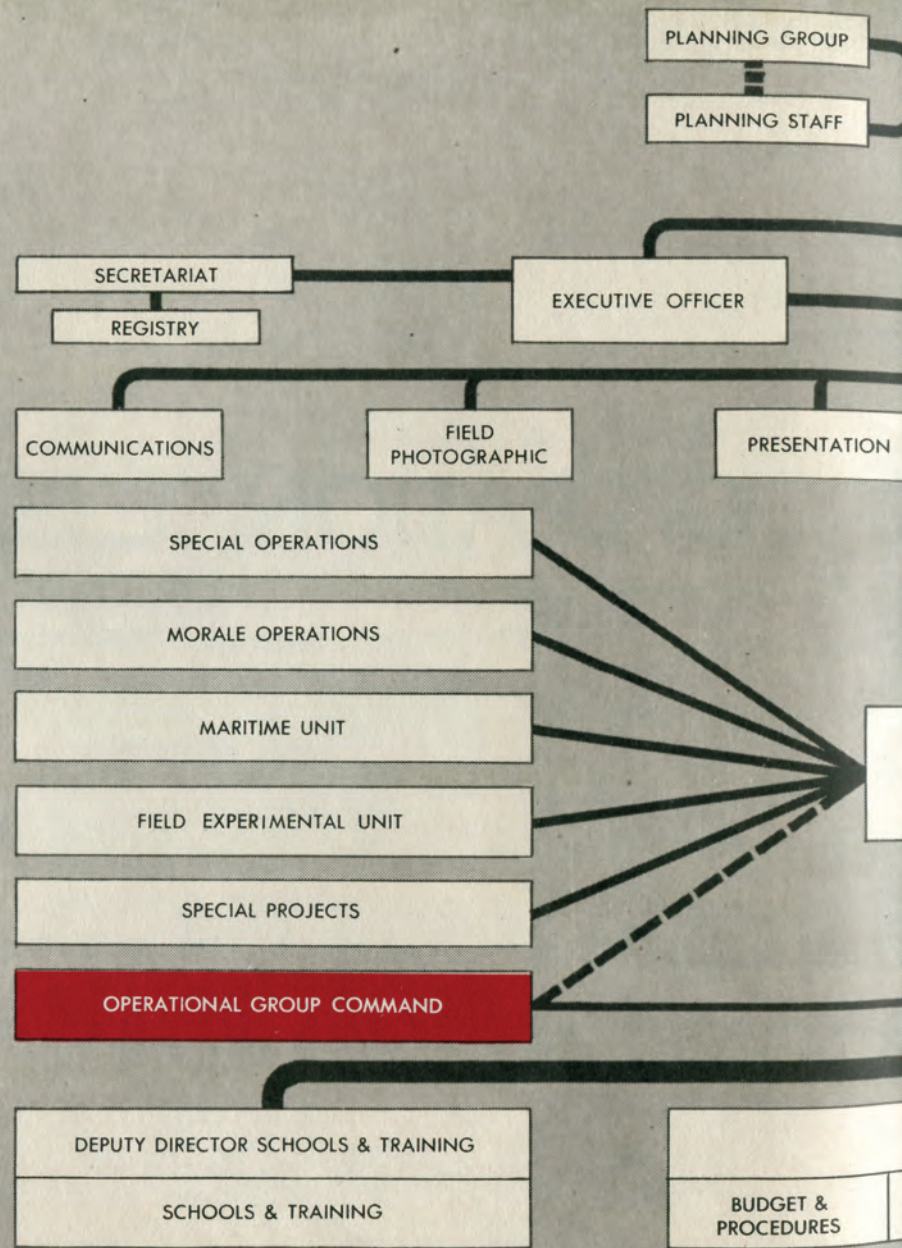 PLANNING GROUP
PLANNING STAFF
SECRETARIAT
REGISTRY
EXECUTIVE OFFICER
COMMUNICATIONS
FIELD
PHOTOGRAPHIC
PRESENTATION
SPECIAL OPERATIONS
MORALE OPERATIONS
MARITIME UNIT
FIELD EXPERIMENTAL UNIT
SPECIAL PROJECTS
OPERATIONAL GROUP COMMAND
DEPUTY DIRECTOR SCHOOLS & TRAINING
SCHOOLS & TRAINING
BUDGET &
PROCEDURES